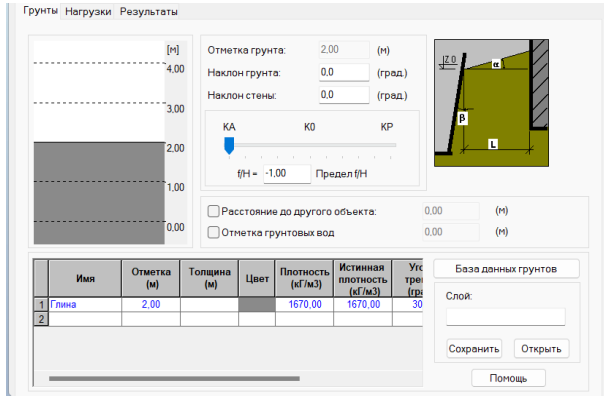 Грунты Нагрузки Результаты
[м]
4,00
3,00
2,00
1,00
0,00
Отметка грунта: 2,00 (м)
Наклон грунта: 0,0 (град.)
Наклон стены: 0,0 (град.)
КА К0 КР
f/H = -1,00 Предел f/H
Z0
α
β
L
Расстояние до другого объекта: 0,00 (м)
Отметка грунтовых вод 0,00 (м)
Имя Отметка (м) Толщина (м) Цвет Плотность (кГ/м3) Истинная плотность (кГ/м3) Уго трен (гра
1 Глина 2,00 1670,00 1670,00 30
2
База данных грунтов
Слой:
Сохранить Открыть
Помощь